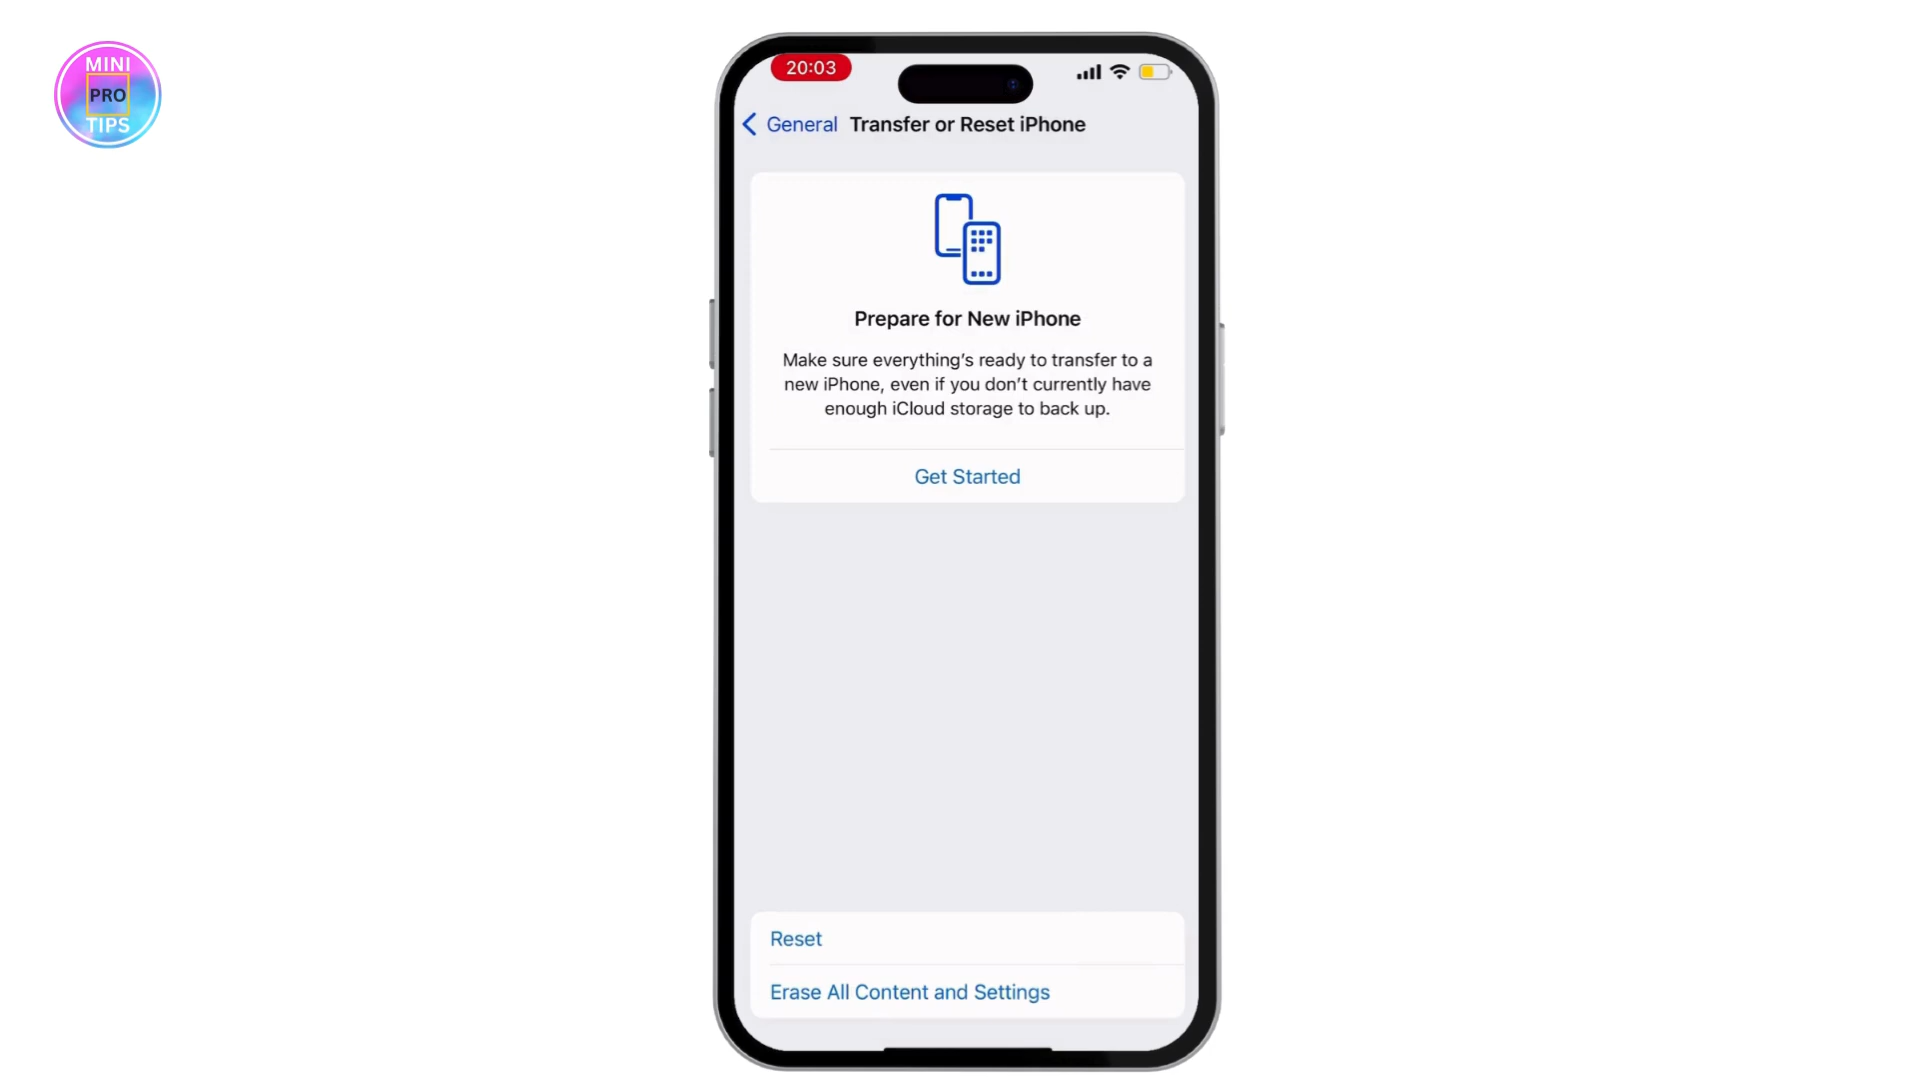 MINI
PRO
TIPS
20:03
General Transfer or Reset iPhone
Prepare for New iPhone
Make sure everything's ready to transfer to a
new iPhone, even if you don't currently have
enough iCloud storage to back up.
Get Started
Reset
Erase All Content and Settings